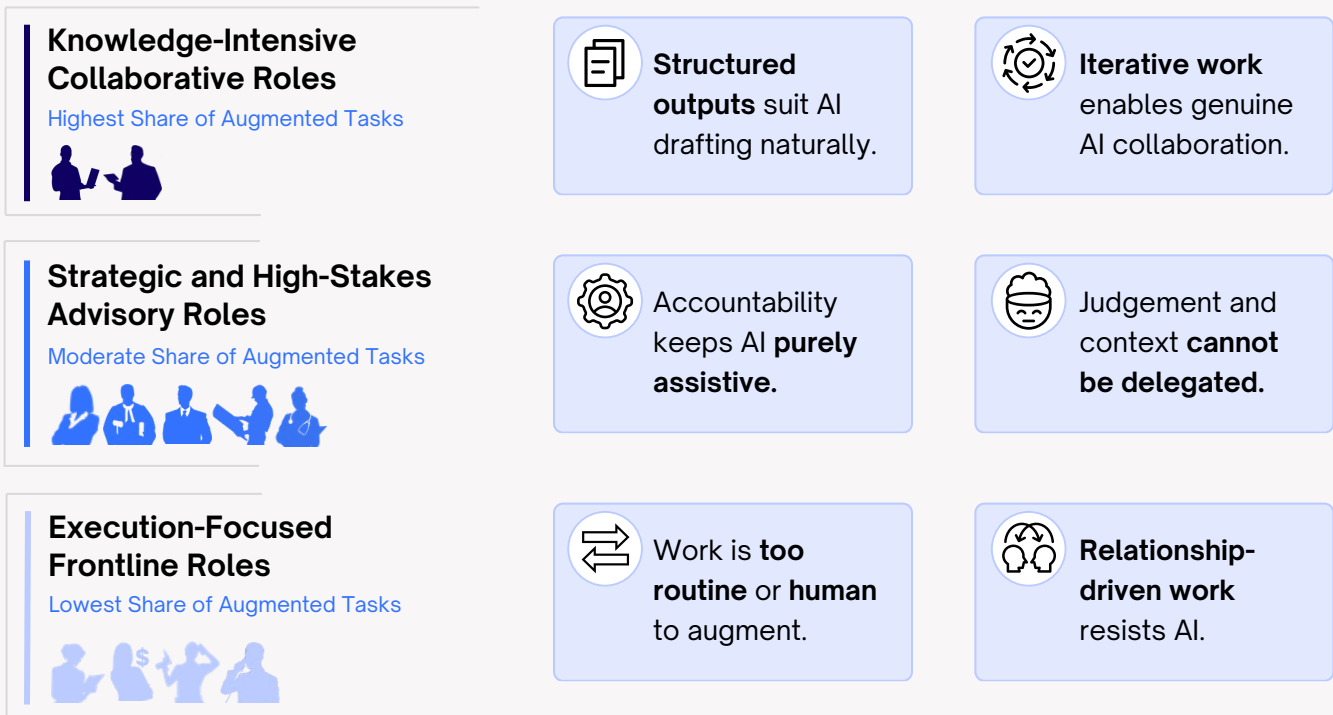 Knowledge-Intensive
Collaborative Roles
Highest Share of Augmented Tasks
Structured
outputs suit AI
drafting naturally.
Iterative work
enables genuine
AI collaboration.
Strategic and High-Stakes
Advisory Roles
Moderate Share of Augmented Tasks
Accountability
keeps AI purely
assistive.
Judgement and
context cannot
be delegated.
Execution-Focused
Frontline Roles
Lowest Share of Augmented Tasks
$
Work is too
routine or human
to augment.
Relationship-
driven work
resists AI.